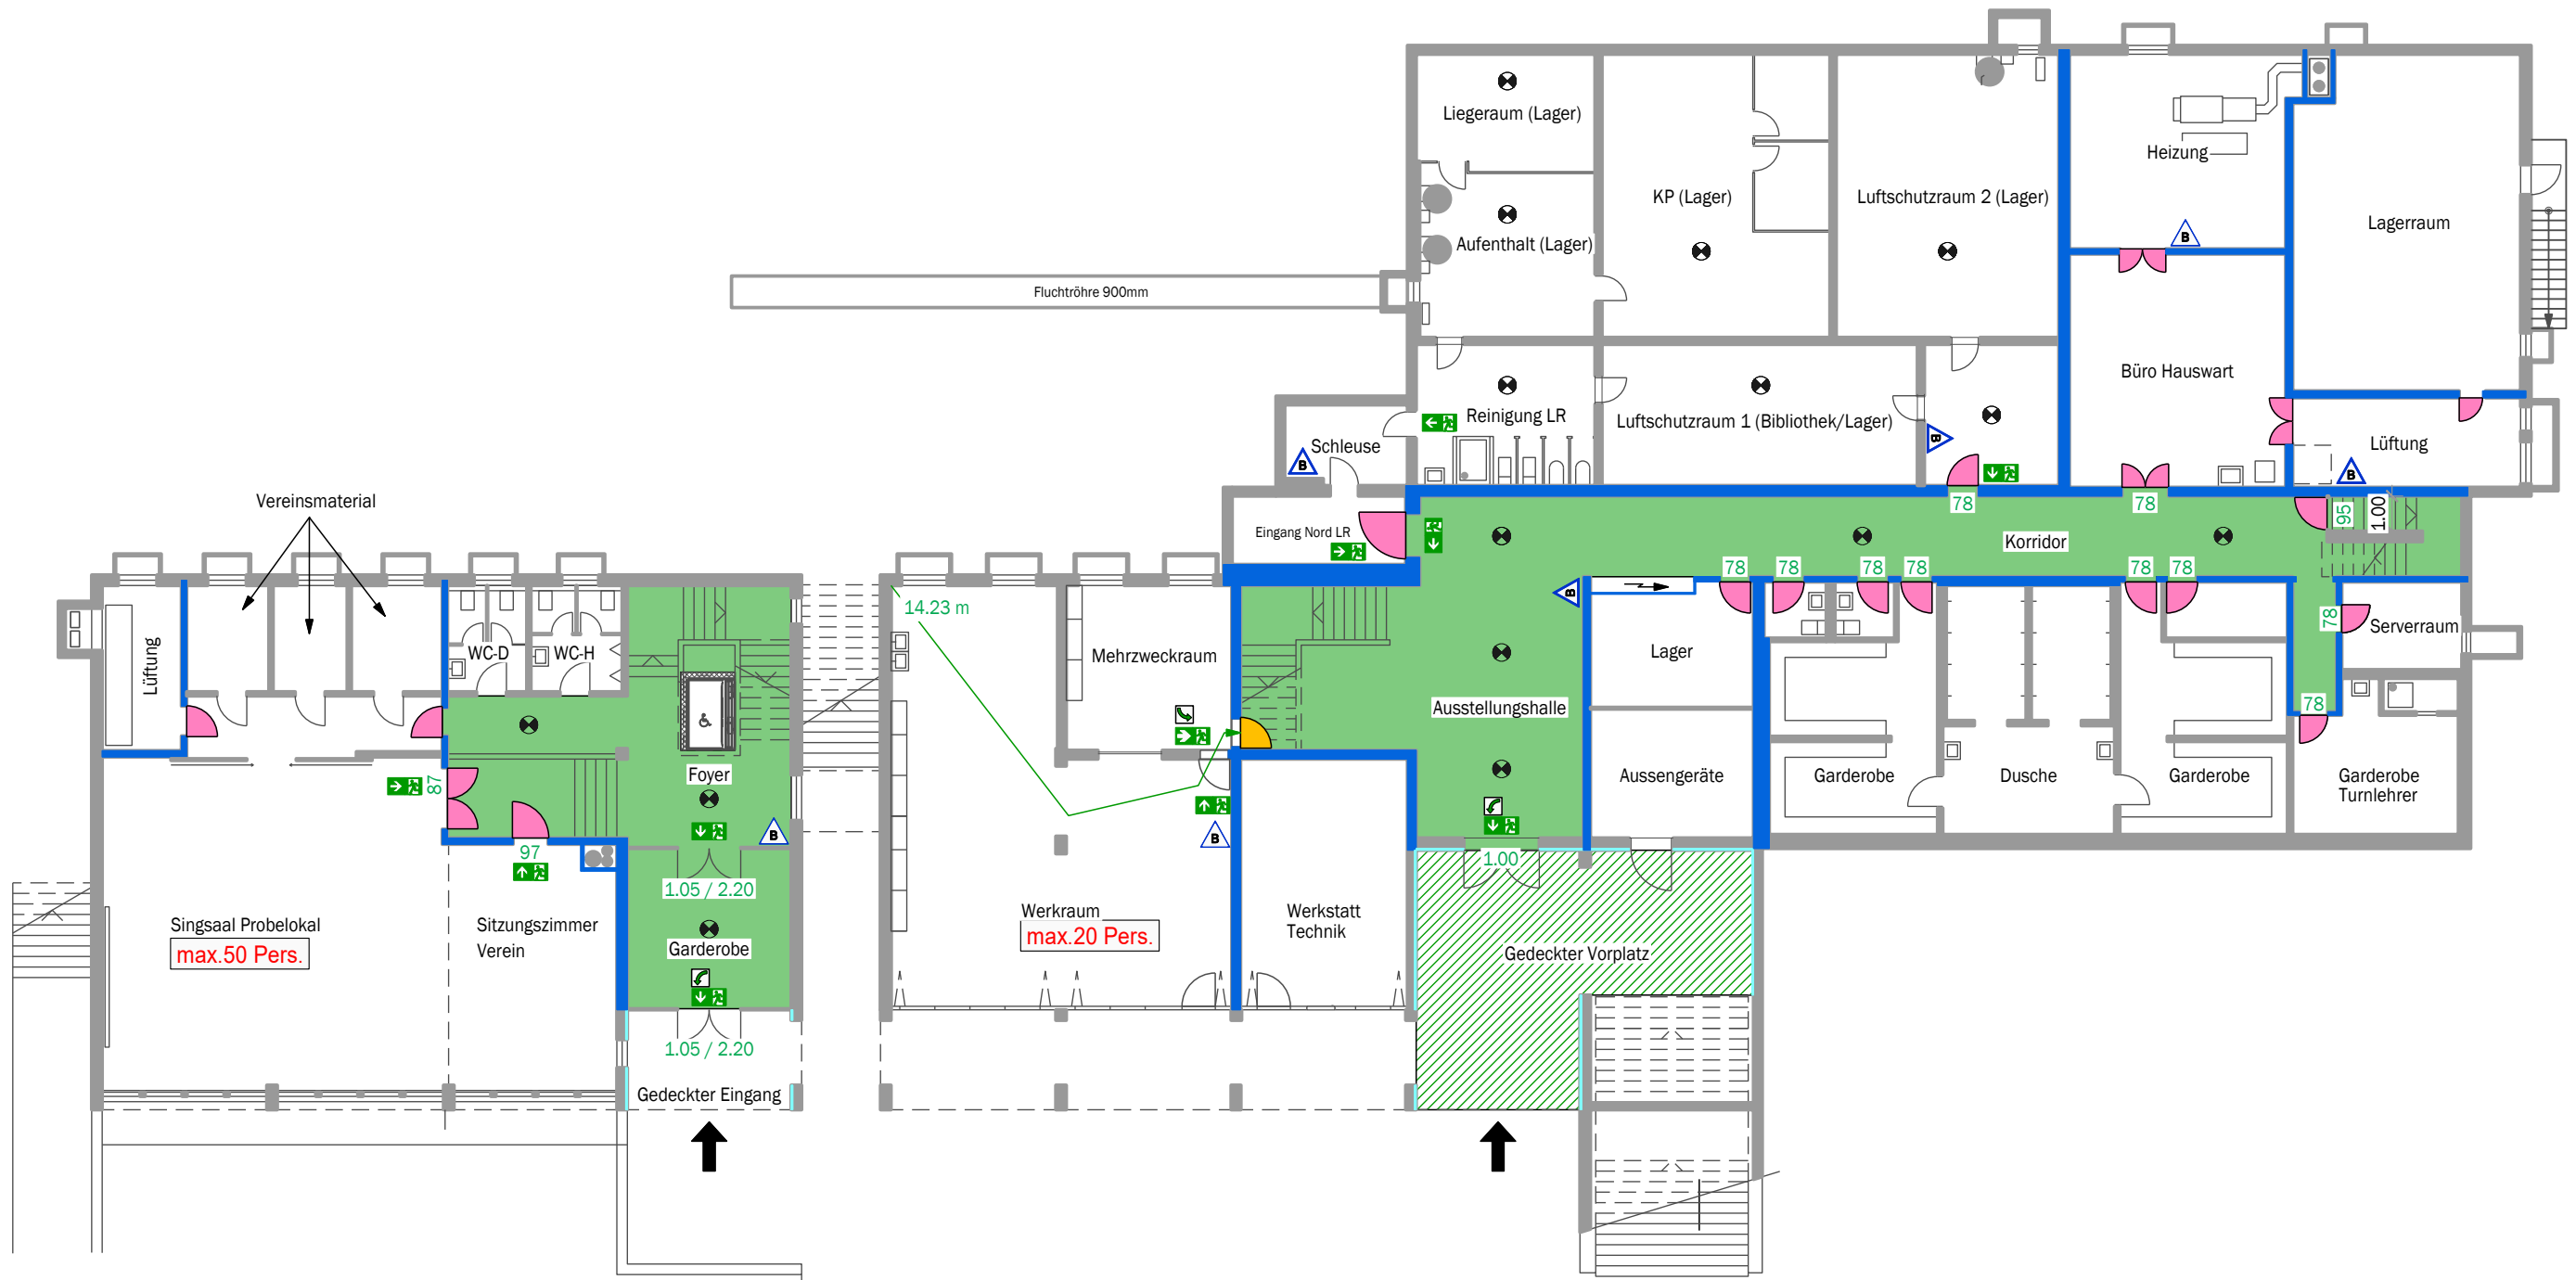 Liegeraum (Lager)
Heizung
KP (Lager)
Luftschutzraum 2 (Lager)
Lagerraum
Aufenthalt (Lager)
B
Fluchtröhre 900mm
Büro Hauswart
Reinigung LR
Luftschutzraum 1 (Bibliothek/Lager)
Schleuse
B
B
Lüftung
B
Vereinsmaterial
78
78
95
1.00
Eingang Nord LR
Korridor
78
78
78
78
78
78
B
14.23 m
78
Serverraum
Lüftung
WC-D
WC-H
Mehrzweckraum
Lager
78
Ausstellungshalle
Foyer
87
Aussengeräte
Garderobe
Dusche
Garderobe
Garderobe
Turnlehrer
B
B
97
1.00
1.05 / 2.20
Singsaal Probelokal
max.50 Pers.
Sitzungszimmer
Verein
Garderobe
Werkraum
max.20 Pers.
Werkstatt
Technik
Gedeckter Vorplatz
1.05 / 2.20
Gedeckter Eingang